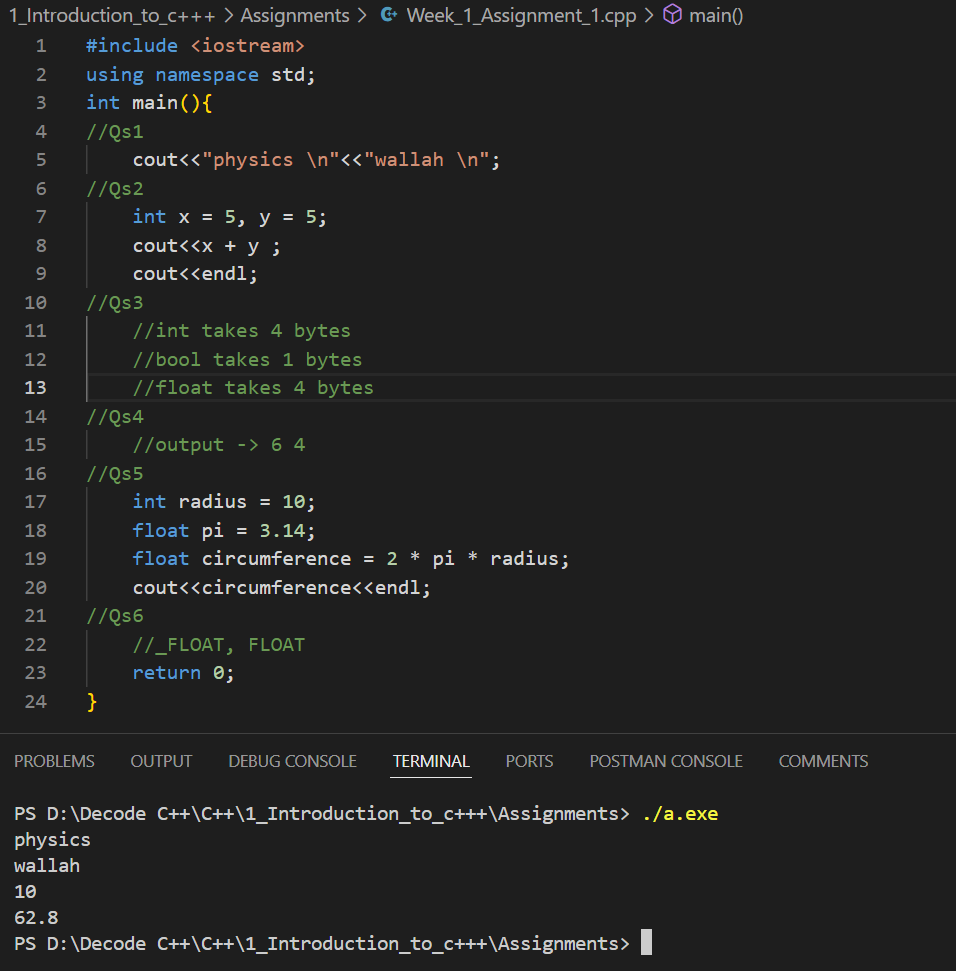 1_Introduction_to_c+++ > Assignments > Week_1_Assignment_1.cpp > main()
1 #include <iostream>
2 using namespace std;
3 int main(){
4 //Qs1
5     cout<<"physics \n"<<"wallah \n";
6 //Qs2
7     int x = 5, y = 5;
8     cout<<x + y ;
9     cout<<endl;
10 //Qs3
11     //int takes 4 bytes
12     //bool takes 1 bytes
13     //float takes 4 bytes
14 //Qs4
15     //output -> 6 4
16 //Qs5
17     int radius = 10;
18     float pi = 3.14;
19     float circumference = 2 * pi * radius;
20     cout<<circumference<<endl;
21 //Qs6
22     //_FLOAT, FLOAT
23     return 0;
24 }
PROBLEMS OUTPUT DEBUG CONSOLE TERMINAL PORTS POSTMAN CONSOLE COMMENTS
PS D:\Decode C++\C++\1_Introduction_to_c+++\Assignments> ./a.exe
physics
wallah
10
62.8
PS D:\Decode C++\C++\1_Introduction_to_c+++\Assignments>